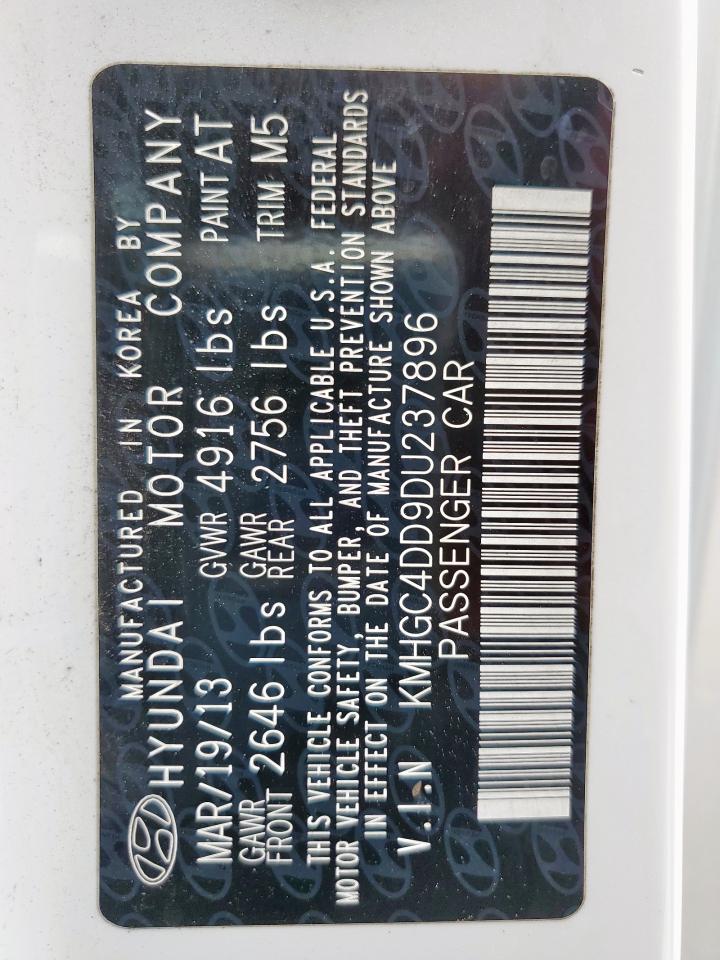 MANUFACTURED IN KOREA BY
HYUNDAI MOTOR COMPANY
MAR/19/13 GVWR 4916 lbs PAINT AT
GAWR FRONT 2646 lbs GAWR REAR 2756 lbs TRIM M5
THIS VEHICLE CONFORMS TO ALL APPLICABLE U.S.A. FEDERAL
MOTOR VEHICLE SAFETY, BUMPER, AND THEFT PREVENTION STANDARDS
IN EFFECT ON THE DATE OF MANUFACTURE SHOWN ABOVE
V.I.N KMHGC4DD9DU237896
PASSENGER CAR